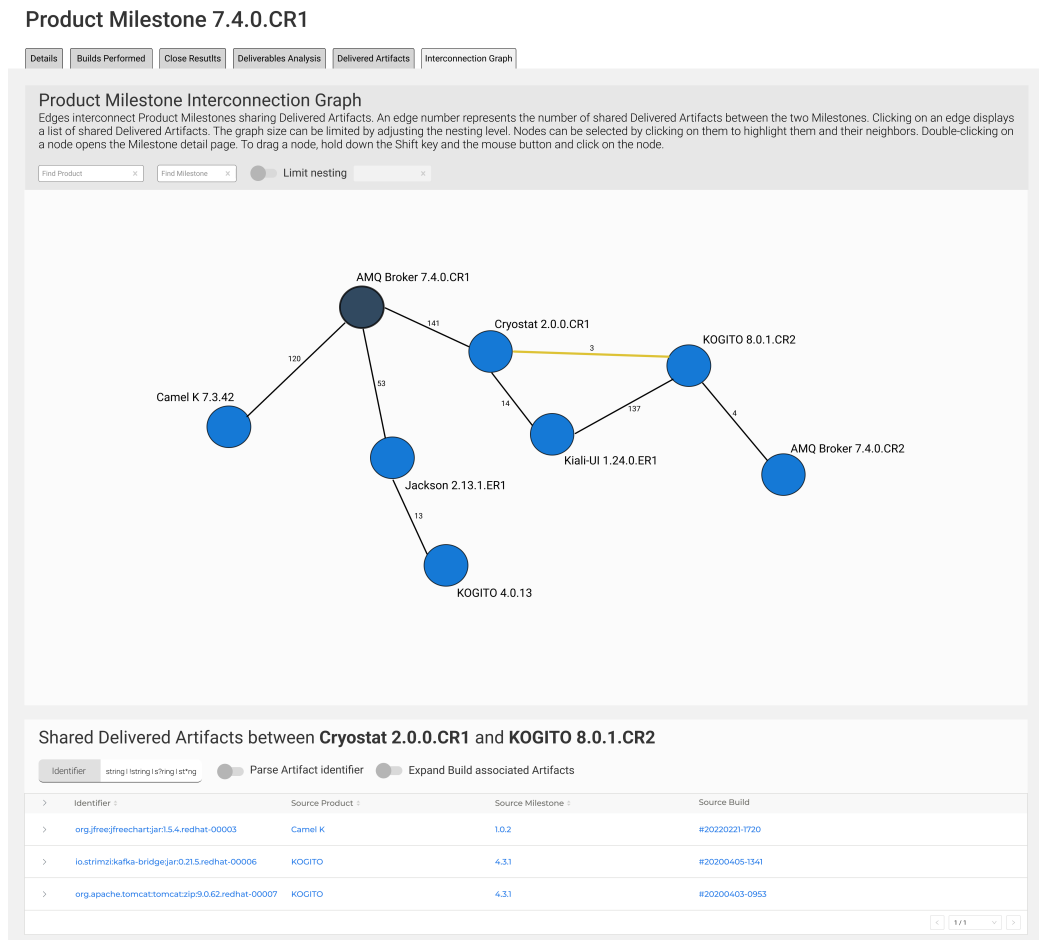 Product Milestone 7.4.0.CR1
Details
Builds Performed
Close Resutlts
Deliverables Analysis
Delivered Artifacts
Interconnection Graph
Product Milestone Interconnection Graph
Edges interconnect Product Milestones sharing Delivered Artifacts. An edge number represents the number of shared Delivered Artifacts between the two Milestones. Clicking on an edge displays
a list of shared Delivered Artifacts. The graph size can be limited by adjusting the nesting level. Nodes can be selected by clicking on them to highlight them and their neighbors. Double-clicking on
a node opens the Milestone detail page. To drag a node, hold down the Shift key and the mouse button and click on the node.
Find Product
Find Milestone
Limit nesting
AMQ Broker 7.4.0.CR1
141
Cryostat 2.0.0.CR1
3
KOGITO 8.0.1.CR2
120
53
Camel K 7.3.42
14
137
4
Kiali-UI 1.24.0.ER1
AMQ Broker 7.4.0.CR2
Jackson 2.13.1.ER1
13
KOGITO 4.0.13
Shared Delivered Artifacts between Cryostat 2.0.0.CR1 and KOGITO 8.0.1.CR2
Identifier
string | !string | s?ring | st*ng
Parse Artifact identifier
Expand Build associated Artifacts
Identifier
Source Product
Source Milestone
Source Build
org.jfree:jfreechart:jar:1.5.4.redhat-00003
Camel K
1.0.2
#20220221-1720
io.strimzi:kafka-bridge:jar:0.21.5.redhat-00006
KOGITO
4.3.1
#20200405-1341
org.apache.tomcat:tomcat:zip:9.0.62.redhat-00007
KOGITO
4.3.1
#20200403-0953
1 / 1